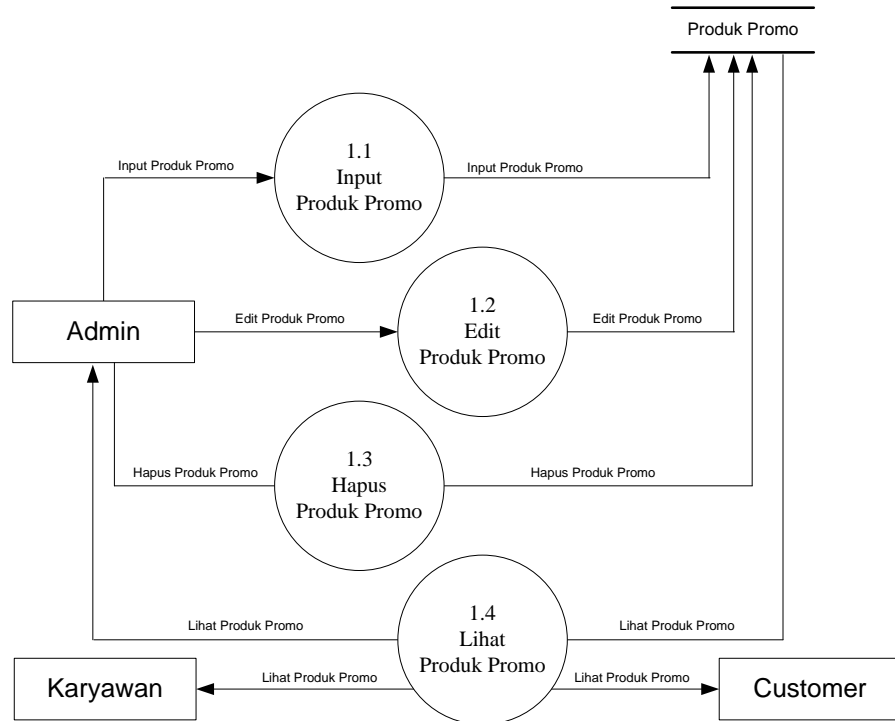 Produk Promo
1.1
Input
Produk Promo
Input Produk Promo
Input Produk Promo
Admin
Edit Produk Promo
1.2
Edit
Produk Promo
Edit Produk Promo
Hapus Produk Promo
1.3
Hapus
Produk Promo
Hapus Produk Promo
Lihat Produk Promo
1.4
Lihat
Produk Promo
Lihat Produk Promo
Karyawan
Lihat Produk Promo
Lihat Produk Promo
Customer